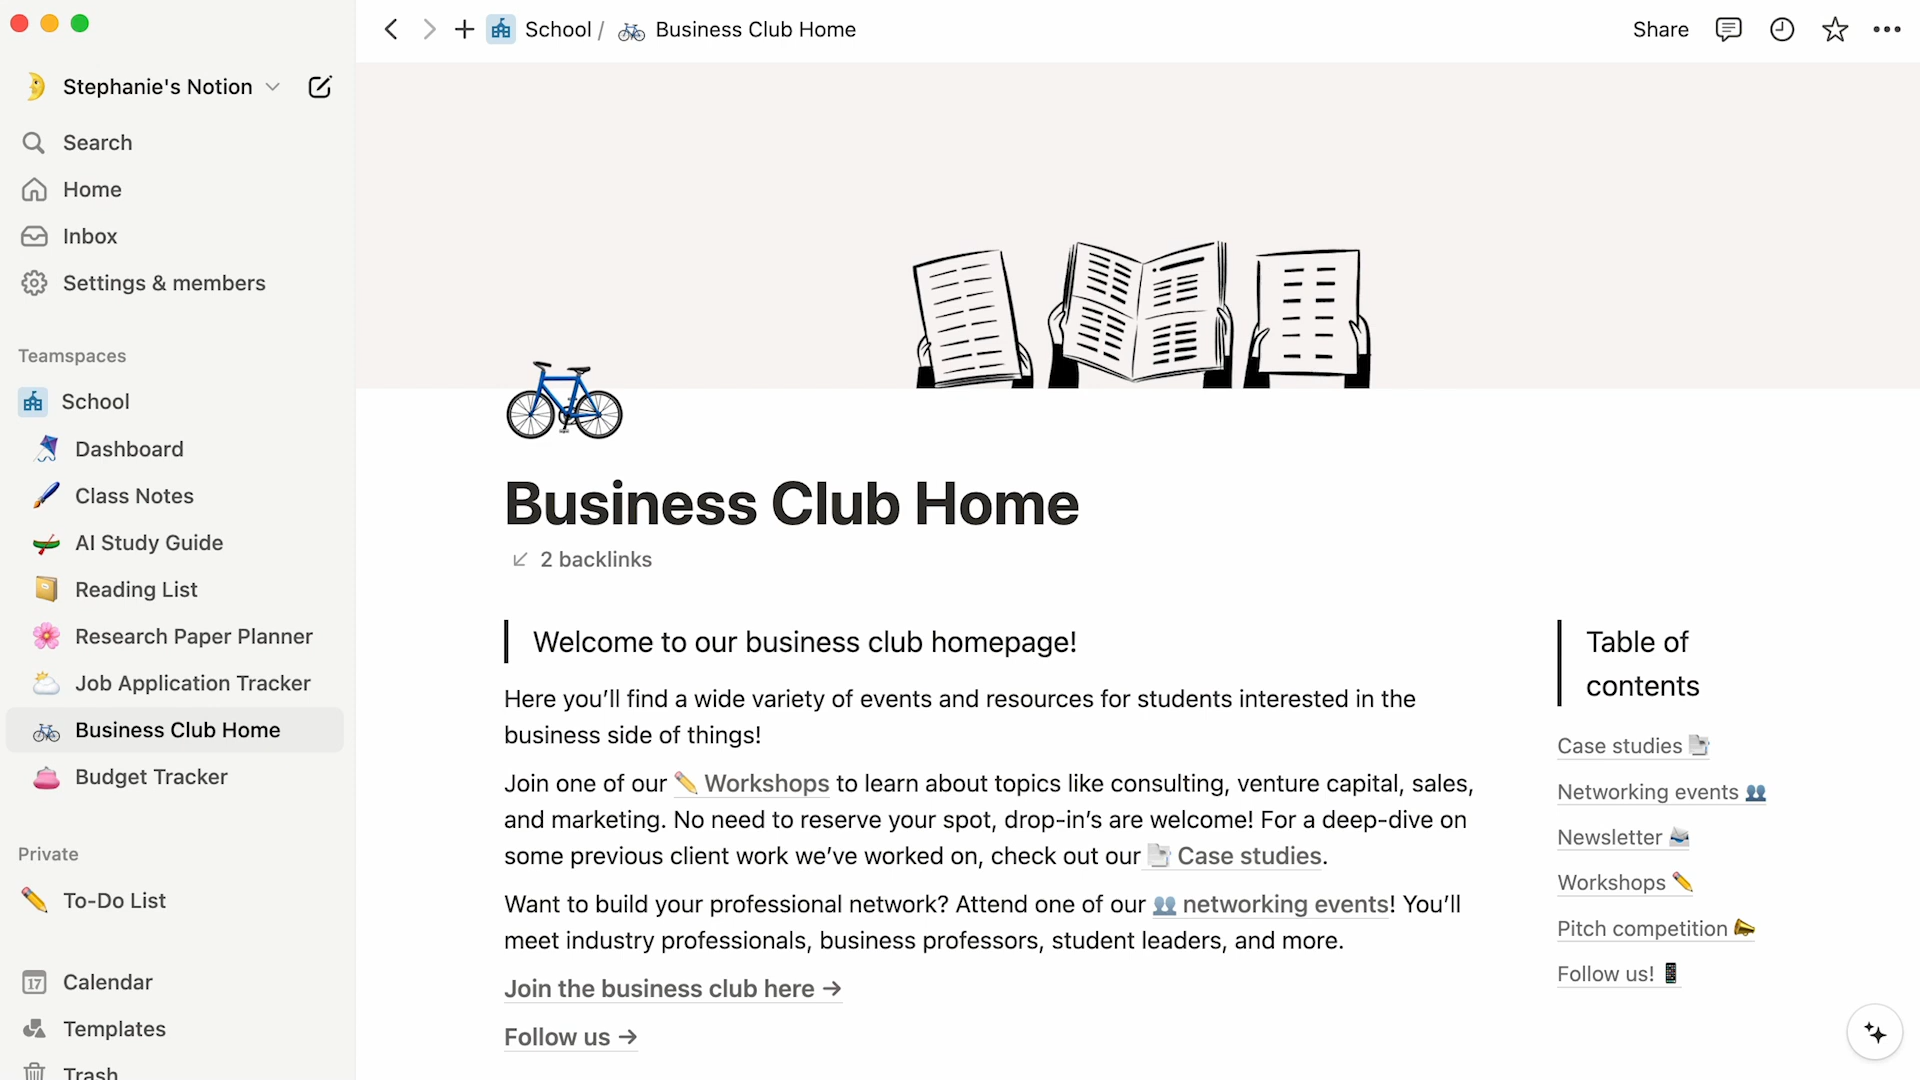 School / Business Club Home
Share
Stephanie's Notion
Search
Home
Inbox
Settings & members
Teamspaces
School
Dashboard
Class Notes
AI Study Guide
Reading List
Research Paper Planner
Job Application Tracker
Business Club Home
Budget Tracker
Private
To-Do List
17 Calendar
Templates
Trash
Business Club Home
2 backlinks
Welcome to our business club homepage!
Here you’ll find a wide variety of events and resources for students interested in the
business side of things!
Join one of our ✏️ Workshops to learn about topics like consulting, venture capital, sales,
and marketing. No need to reserve your spot, drop-in’s are welcome! For a deep-dive on
some previous client work we’ve worked on, check out our 📑 Case studies.
Want to build your professional network? Attend one of our 👥 networking events! You’ll
meet industry professionals, business professors, student leaders, and more.
Join the business club here →
Follow us →
Table of
contents
Case studies 📑
Networking events 👥
Newsletter 📨
Workshops ✏️
Pitch competition 📣
Follow us! 📱